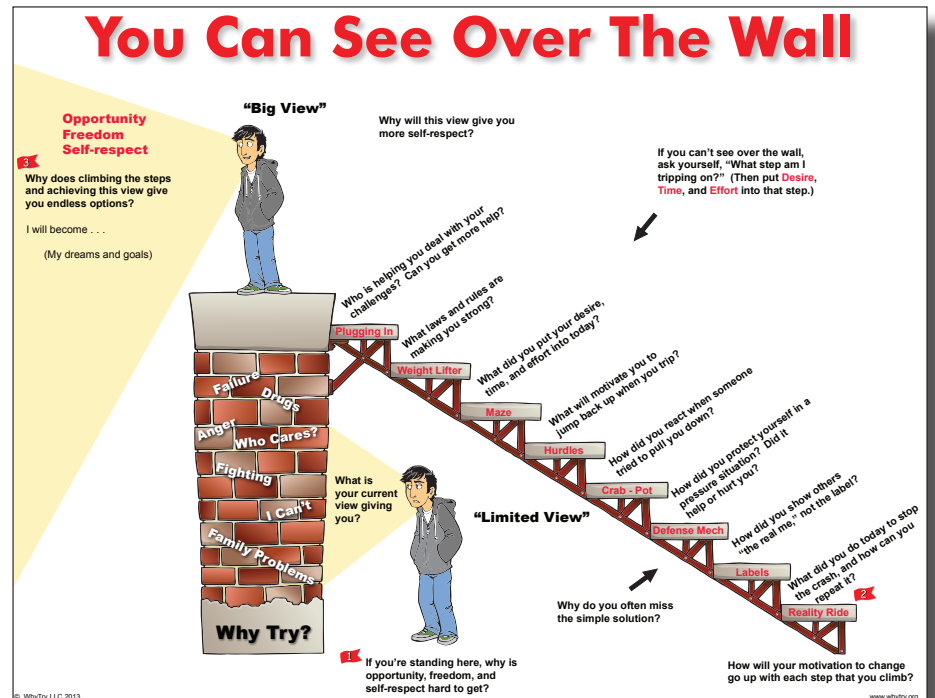 You Can See Over The Wall
"Big View"
Opportunity
Freedom
Self-respect
3
Why does climbing the steps
and achieving this view give
you endless options?
I will become . . .
(My dreams and goals)
Why will this view give you
more self-respect?
If you can't see over the wall,
ask yourself, "What step am I
tripping on?" (Then put Desire,
Time, and Effort into that step.)
Who is helping you deal with your
challenges? Can you get more help?
Plugging In
What laws and rules are
making you strong?
Weight Lifter
What did you put your desire,
time, and effort into today?
Maze
What will motivate you to
jump back up when you trip?
Hurdles
How did you react when someone
tried to pull you down?
Crab - Pot
How did you protect yourself in a
pressure situation? Did it
help or hurt you?
Defense Mech
How did you show others
"the real me," not the label?
Labels
What did you do today to stop
the crash, and how can you
repeat it?
Reality Ride
2
Failure
Drugs
Anger
Who Cares?
Fighting
I Can't
Family Problems
Why Try?
What is
your current
view giving
you?
"Limited View"
Why do you often miss
the simple solution?
1
If you're standing here, why is
opportunity, freedom, and
self-respect hard to get?
How will your motivation to change
go up with each step that you climb?
© WhyTry LLC 2013
www.whytry.org